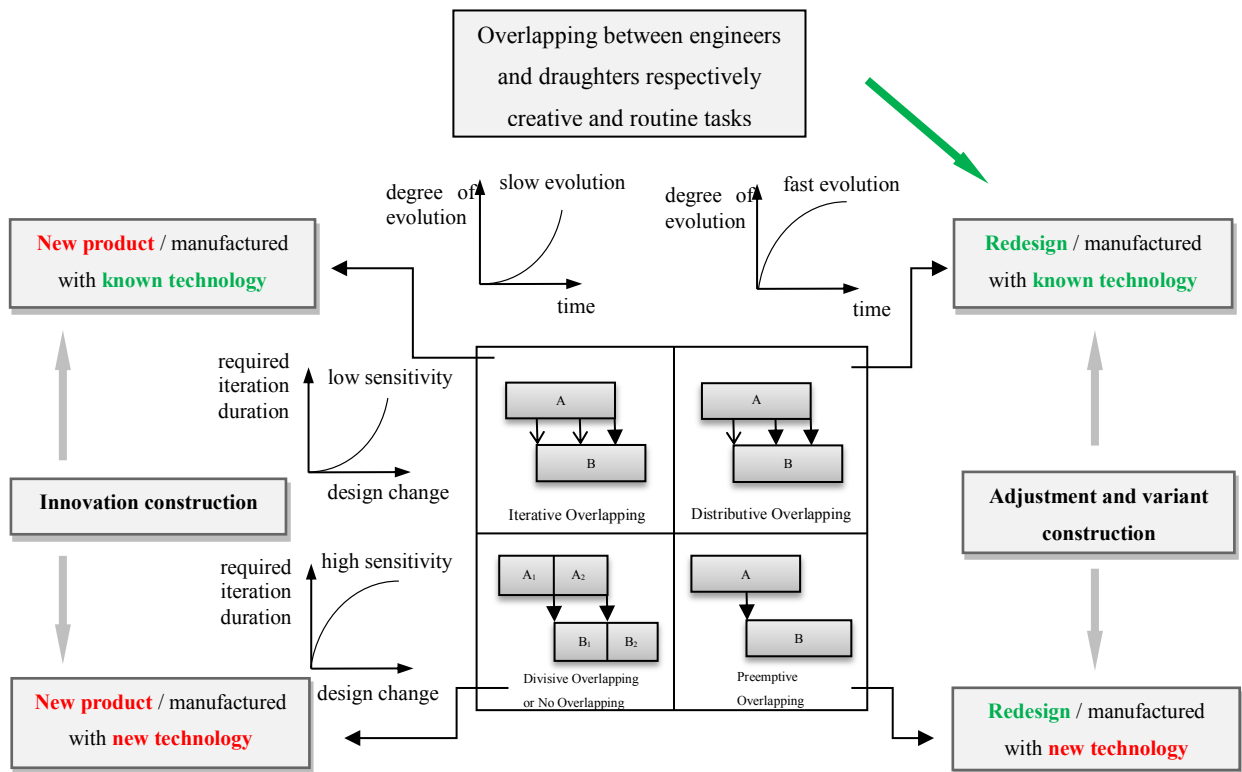 Overlapping between engineers
and draughters respectively
creative and routine tasks
degree of
evolution
slow evolution
time
degree of
evolution
fast evolution
time
New product / manufactured
with known technology
Redesign / manufactured
with known technology
required
iteration
duration
low sensitivity
design change
A
B
Iterative Overlapping
A
B
Distributive Overlapping
Innovation construction
Adjustment and variant
construction
required
iteration
duration
high sensitivity
design change
A₁ A₂
B₁ B₂
Divisive Overlapping
or No Overlapping
A
B
Preemptive
Overlapping
New product / manufactured
with new technology
Redesign / manufactured
with new technology